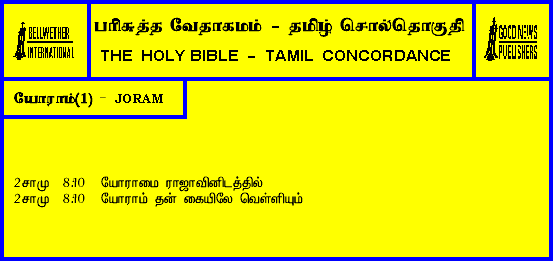 BELLWETHER
INTERNATIONAL
பரிசுத்த வேதாகமம் - தமிழ் சொல்தொகுதி
THE HOLY BIBLE - TAMIL CONCORDANCE
GOOD NEWS
PUBLISHERS
யோராம்(1) - JORAM
2சாமு 8:10 யோராமை ராஜாவினிடத்தில்
2சாமு 8:10 யோராம் தன் கையிலே வெள்ளியும்